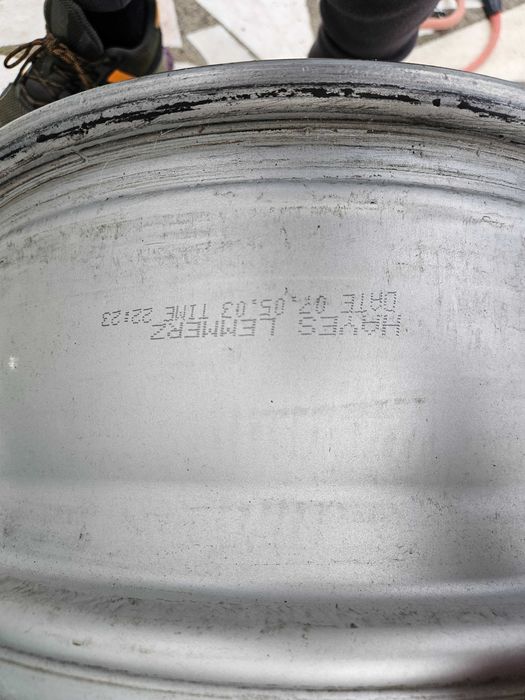 HAYES LEMMERZ
DATE 07.05.03 TIME 22:23